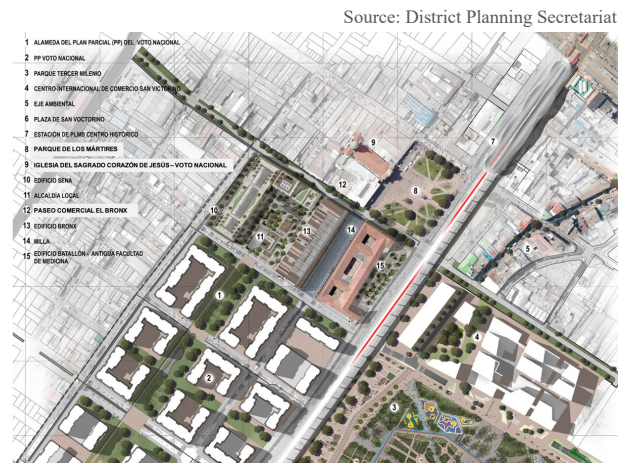 Source: District Planning Secretariat
1 ALAMEDA DEL PLAN PARCIAL (PP) DEL VOTO NACIONAL
2 PP VOTO NACIONAL
3 PARQUE TERCER MILENIO
4 CENTRO INTERNACIONAL DE COMERCIO SAN VICTORINO
5 EJE AMBIENTAL
6 PLAZA DE SAN VOCTORINO
7 ESTACIÓN DE PLMB CENTRO HISTÓRICO
8 PARQUE DE LOS MÁRTIRES
9 IGLESIA DEL SAGRADO CORAZÓN DE JESÚS – VOTO NACIONAL
10 EDIFICIO SENA
11 ALCALDÍA LOCAL
12 PASEO COMERCIAL EL BRONX
13 EDIFICIO BRONX
14 MILLA
15 EDIFICIO BATALLÓN – ANTIGUA FACULTAD
DE MEDICINA
9
7
12
8
14
10
13
11
15
5
1
4
2
3